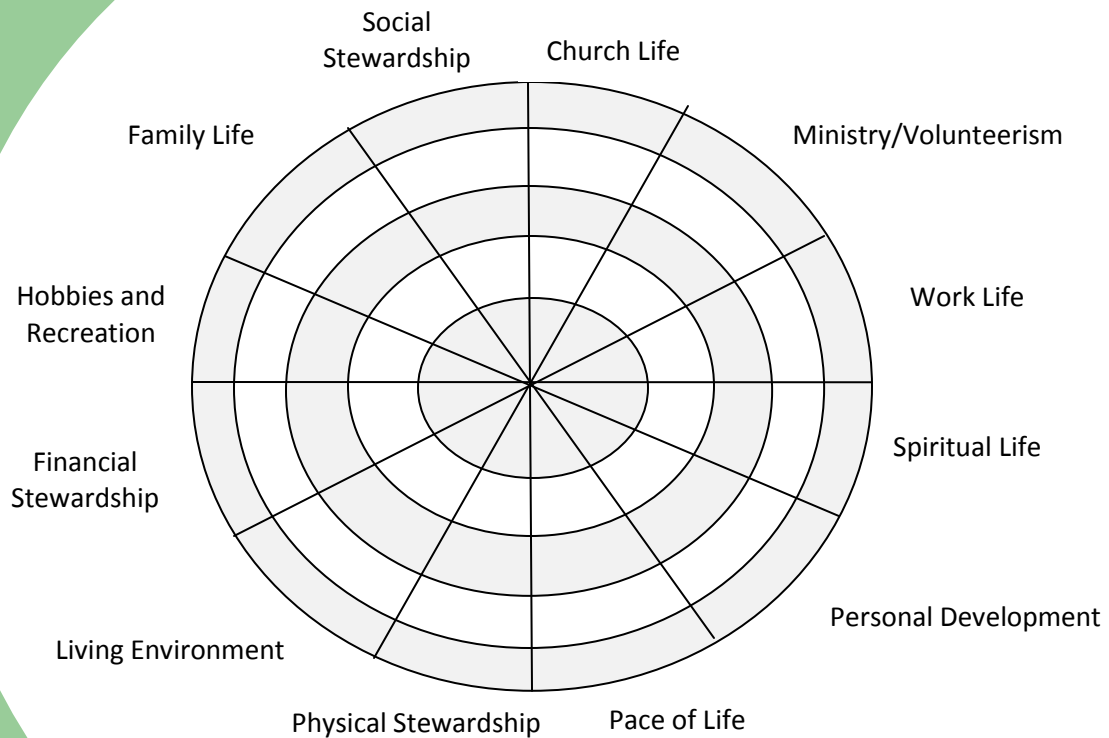 Social
Stewardship
Church Life
Family Life
Ministry/Volunteerism
Hobbies and
Recreation
Work Life
Financial
Stewardship
Spiritual Life
Personal Development
Living Environment
Physical Stewardship
Pace of Life